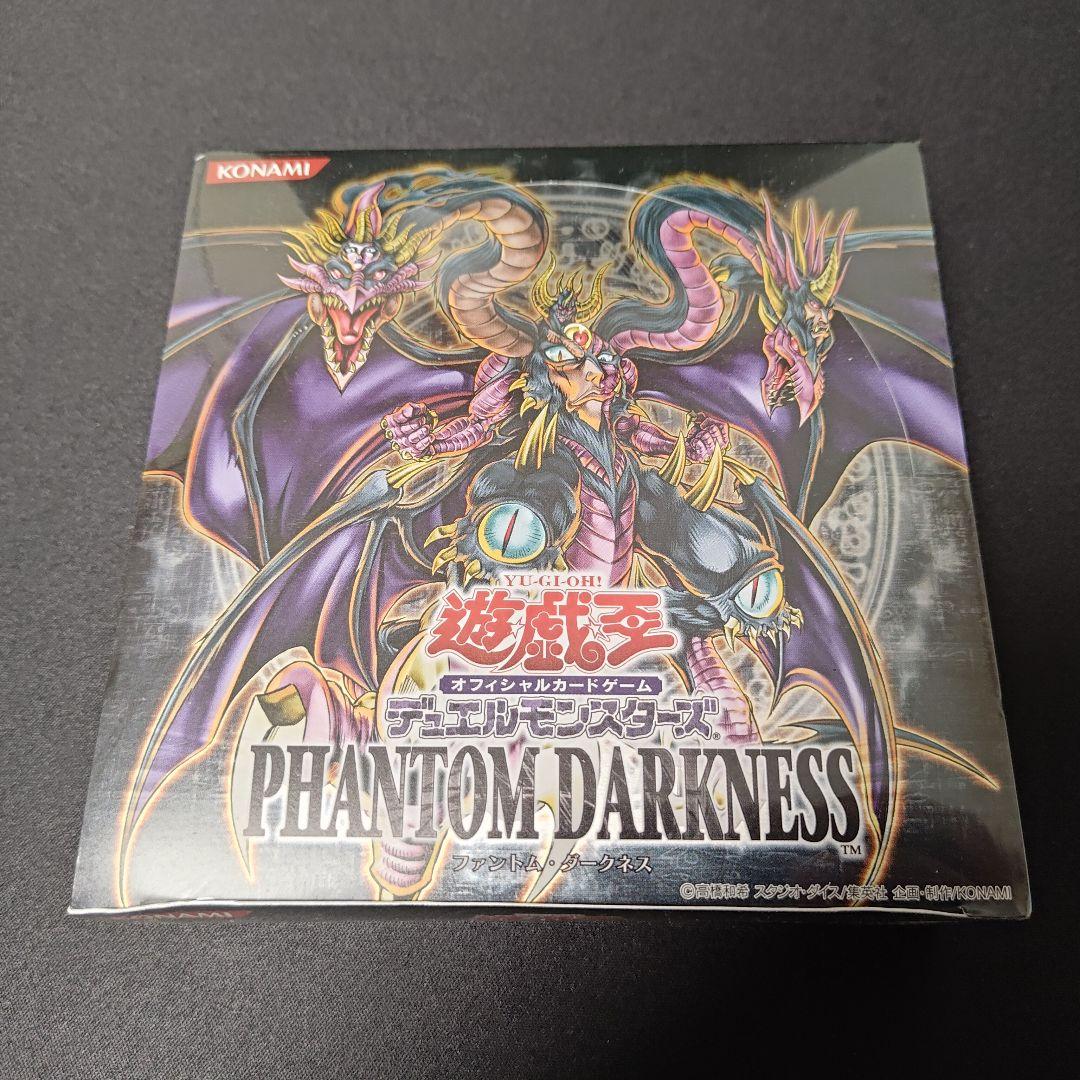 KONAMI
YU-GI-OH!
遊戯王
オフィシャルカードゲーム
デュエルモンスターズ®
PHANTOM DARKNESS™
ファントム・ダークネス
©高橋和希 スタジオ・ダイス/集英社 企画・制作/KONAMI
KONAMI